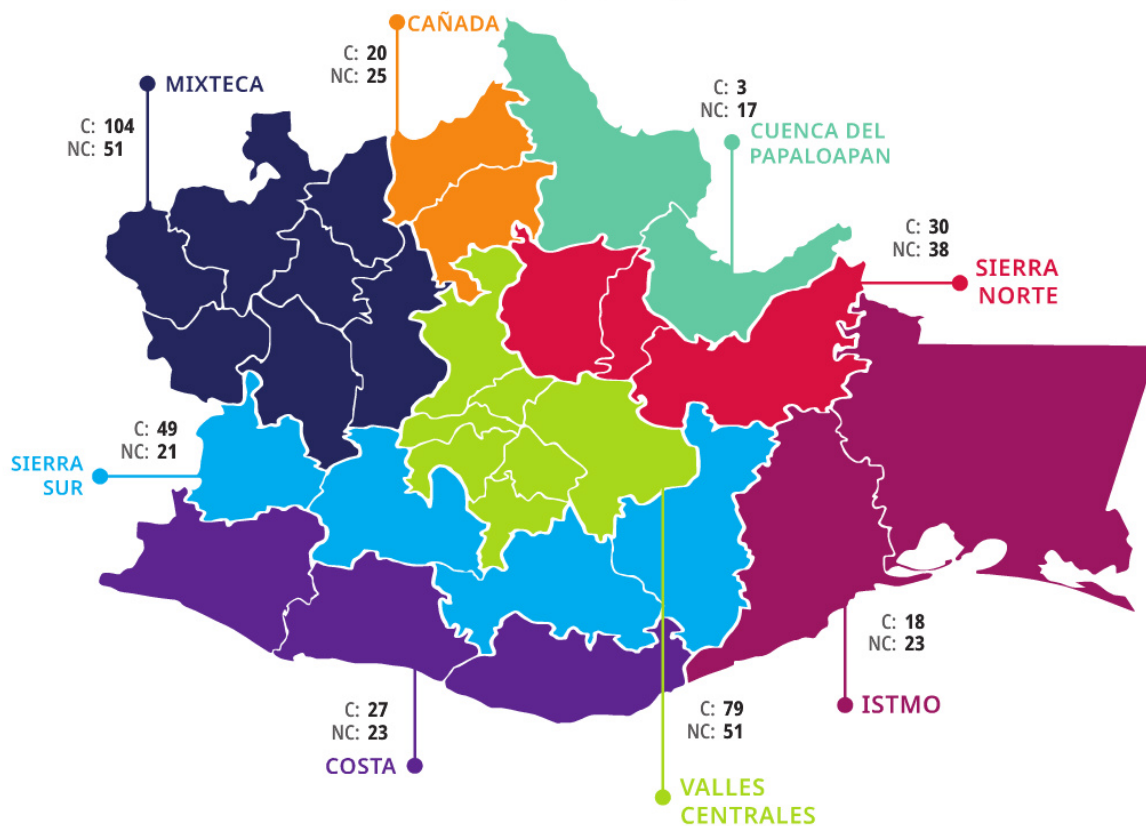 CAÑADA
C: 20
NC: 25
MIXTECA
C: 104
NC: 51
C: 3
NC: 17
CUENCA DEL
PAPALOAPAN
C: 30
NC: 38
SIERRA
NORTE
C: 49
NC: 21
SIERRA
SUR
C: 18
NC: 23
ISTMO
C: 27
NC: 23
COSTA
C: 79
NC: 51
VALLES
CENTRALES